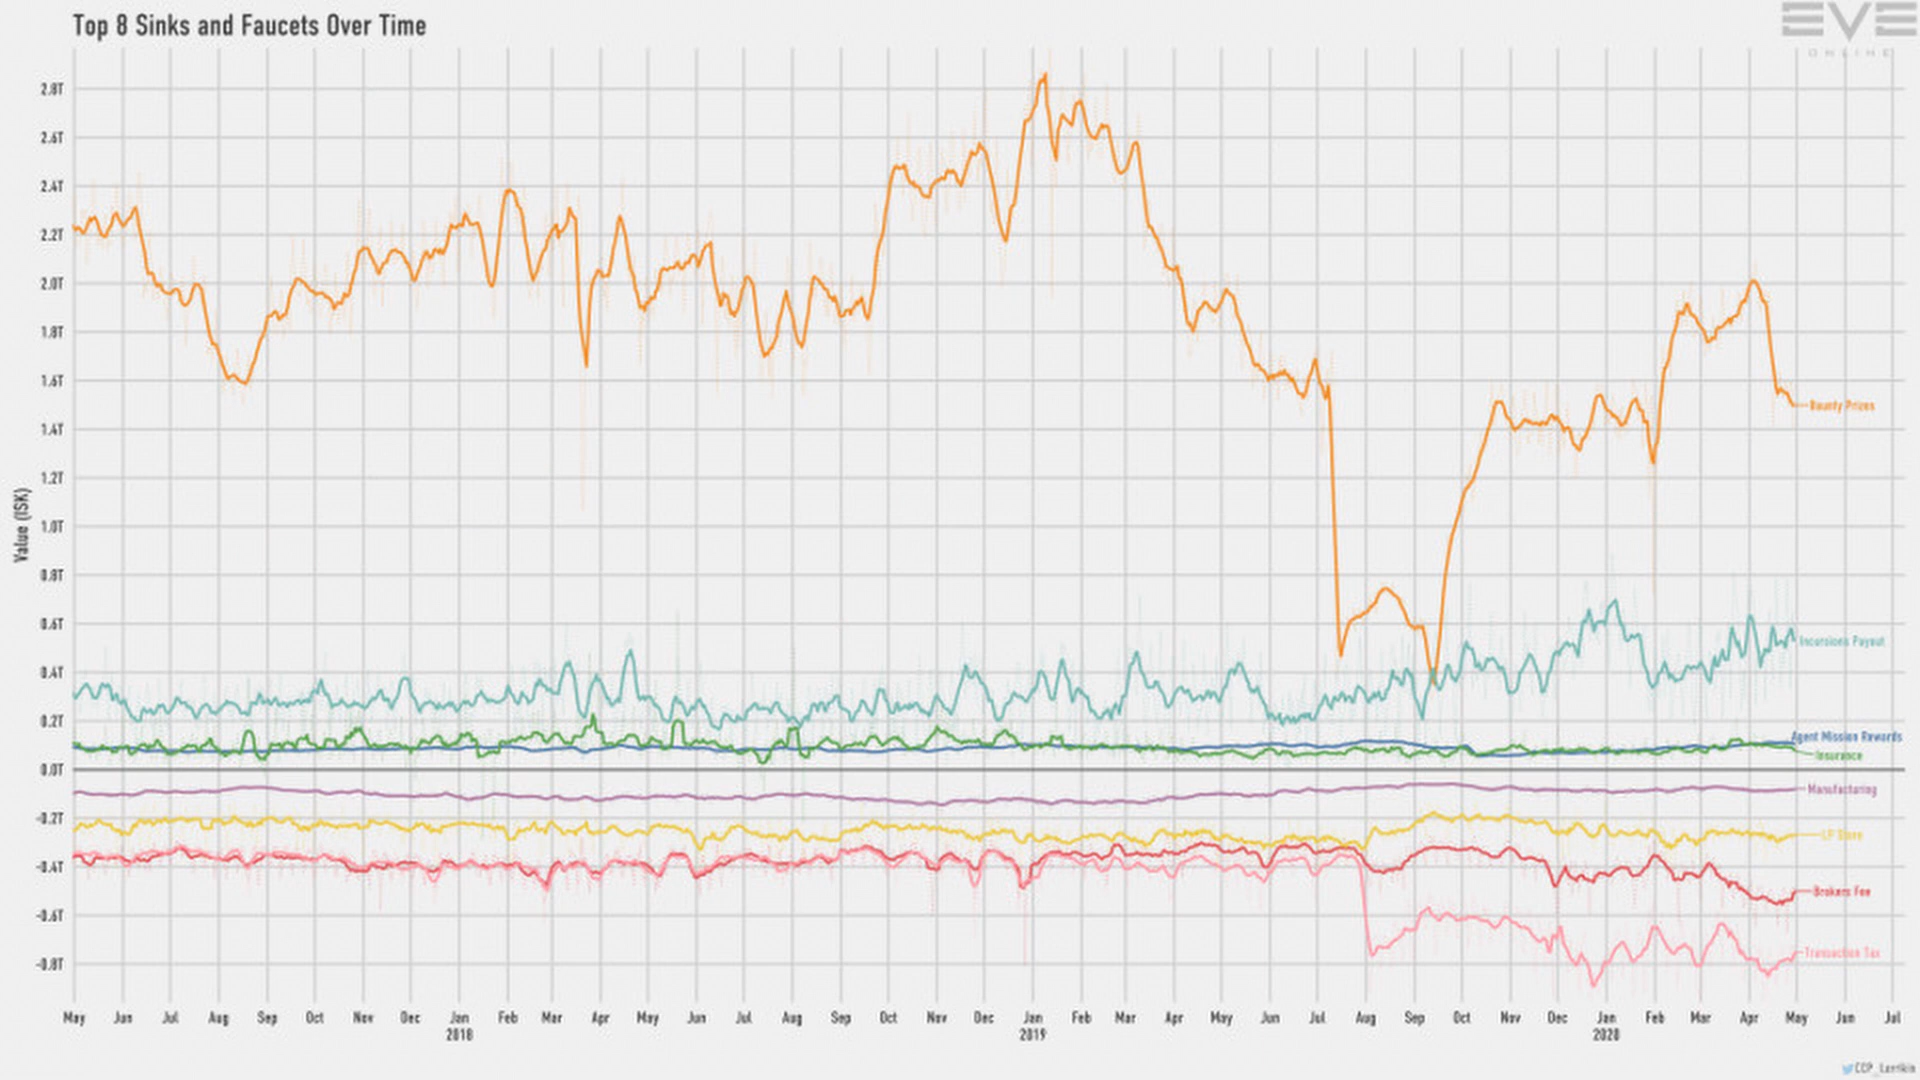 Top 8 Sinks and Faucets Over Time
EVE
ONLINE
Value (ISK)
2.8T
2.6T
2.4T
2.2T
2.0T
1.8T
1.6T
1.4T
1.2T
1.0T
0.8T
0.6T
0.4T
0.2T
0.0T
-0.2T
-0.4T
-0.6T
-0.8T
Bounty Prizes
Incursions Payout
Agent Mission Rewards
Insurance
Manufacturing
LP Store
Brokers Fee
Transaction Tax
May Jun Jul Aug Sep Oct Nov Dec Jan Feb Mar Apr May Jun Jul Aug Sep Oct Nov Dec Jan Feb Mar Apr May Jun Jul Aug Sep Oct Nov Dec Jan Feb Mar Apr May Jun Jul
2018 2019 2020
CCP_Larrikin